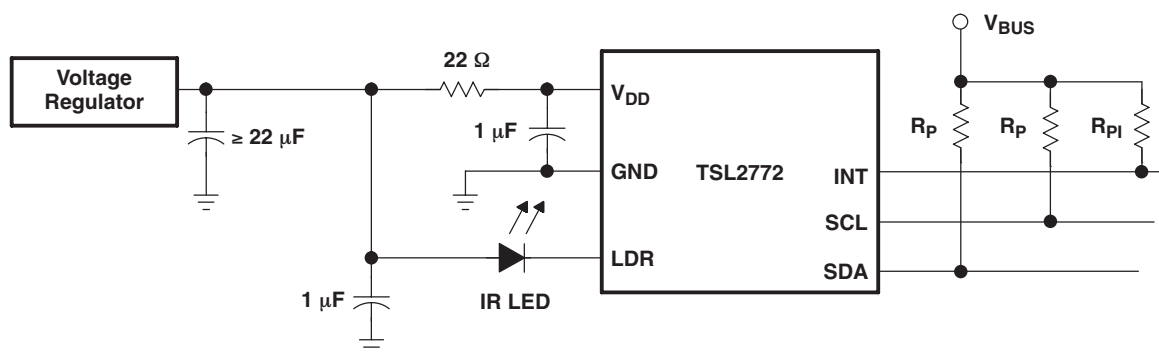 Voltage
Regulator
≥ 22 μF
22 Ω
1 μF
1 μF
IR LED
V_DD
GND
LDR
TSL2772
INT
SCL
SDA
V_BUS
R_P
R_P
R_PI